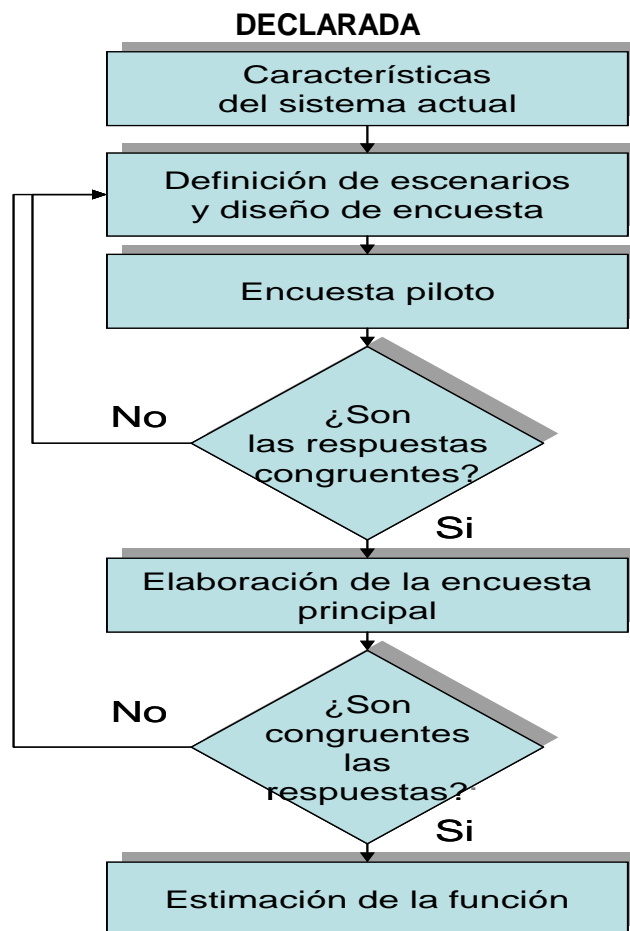 DECLARADA
Características
del sistema actual
Definición de escenarios
y diseño de encuesta
Encuesta piloto
¿Son
las respuestas
congruentes?
No
Si
Elaboración de la encuesta
principal
¿Son
congruentes
las
respuestas?
No
Si
Estimación de la función